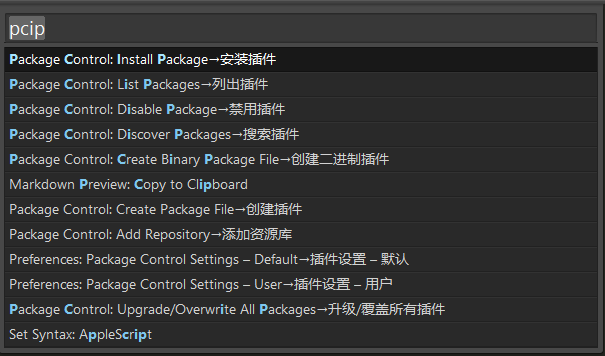 pcip
Package Control: Install Package→安装插件
Package Control: List Packages→列出插件
Package Control: Disable Package→禁用插件
Package Control: Discover Packages→搜索插件
Package Control: Create Binary Package File→创建二进制插件
Markdown Preview: Copy to Clipboard
Package Control: Create Package File→创建插件
Package Control: Add Repository→添加资源库
Preferences: Package Control Settings – Default→插件设置 – 默认
Preferences: Package Control Settings – User→插件设置 – 用户
Package Control: Upgrade/Overwrite All Packages→升级/覆盖所有插件
Set Syntax: AppleScript